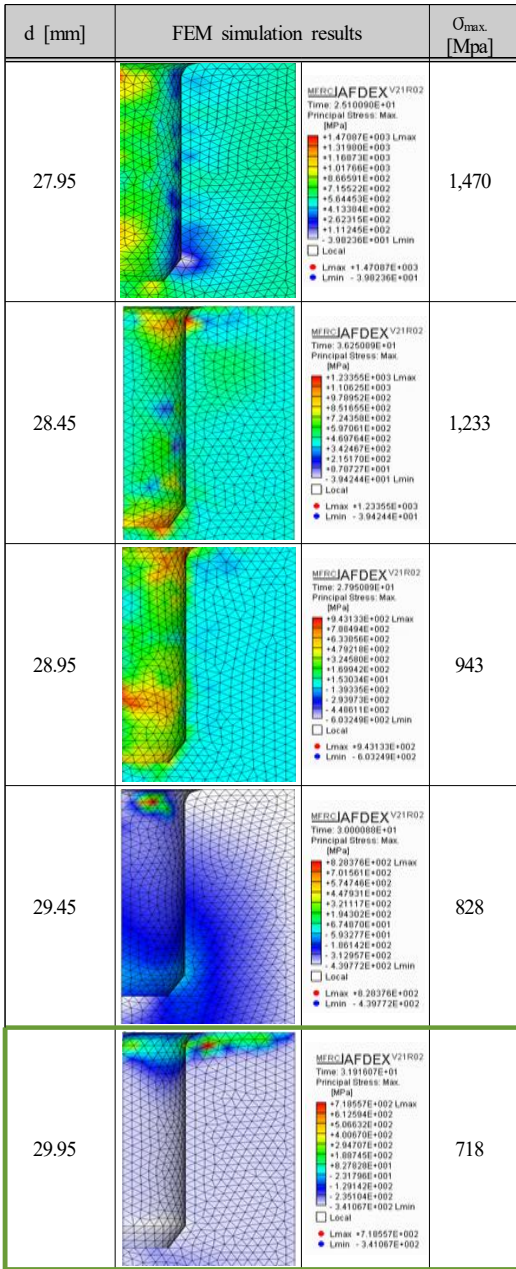 d [mm] FEM simulation results σmax.
[Mpa]
27.95
MFRC AFDEX V21R02
Time: 2.510090E+01
Principal Stress: Max.
[MPa]
+1.47087E+003 Lmax
+1.31980E+003
+1.16873E+003
+1.01766E+003
+8.66591E+002
+7.15522E+002
+5.64453E+002
+4.13384E+002
+2.62315E+002
+1.11245E+002
- 3.98236E+001 Lmin
Local
Lmax +1.47087E+003
Lmin - 3.98236E+001
1,470
28.45
MFRC AFDEX V21R02
Time: 3.625089E+01
Principal Stress: Max.
[MPa]
+1.23355E+003 Lmax
+1.10625E+003
+9.78952E+002
+8.51655E+002
+7.24358E+002
+5.97061E+002
+4.69764E+002
+3.42467E+002
+2.15170E+002
+8.78727E+001
- 3.94244E+001 Lmin
Local
Lmax +1.23355E+003
Lmin - 3.94244E+001
1,233
28.95
MFRC AFDEX V21R02
Time: 2.795089E+01
Principal Stress: Max.
[MPa]
+9.43133E+002 Lmax
+7.88494E+002
+6.33856E+002
+4.79218E+002
+3.24580E+002
+1.69942E+002
+1.53034E+001
- 1.39335E+002
- 2.93973E+002
- 4.48611E+002
- 6.03249E+002 Lmin
Local
Lmax +9.43133E+002
Lmin - 6.03249E+002
943
29.45
MFRC AFDEX V21R02
Time: 3.000088E+01
Principal Stress: Max.
[MPa]
+8.28376E+002 Lmax
+7.01561E+002
+5.74746E+002
+4.47931E+002
+3.21117E+002
+1.94302E+002
+6.74870E+001
- 5.93277E+001
- 1.86142E+002
- 3.12957E+002
- 4.39772E+002 Lmin
Local
Lmax +8.28376E+002
Lmin - 4.39772E+002
828
29.95
MFRC AFDEX V21R02
Time: 3.191607E+01
Principal Stress: Max.
[MPa]
+7.18557E+002 Lmax
+6.12594E+002
+5.06632E+002
+4.00670E+002
+2.94707E+002
+1.88745E+002
+8.27828E+001
- 2.31796E+001
- 1.29142E+002
- 2.35104E+002
- 3.41067E+002 Lmin
Local
Lmax +7.18557E+002
Lmin - 3.41067E+002
718